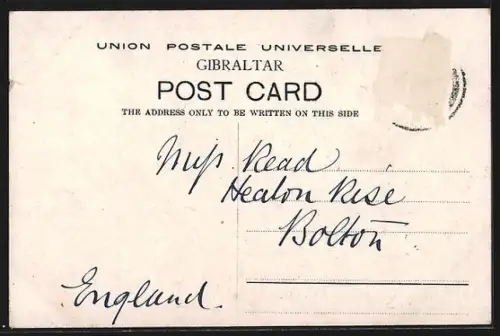 UNION POSTALE UNIVERSELLE
GIBRALTAR
POST CARD
THE ADDRESS ONLY TO BE WRITTEN ON THIS SIDE
Miss Read
Heaton Rise
Bolton
England.